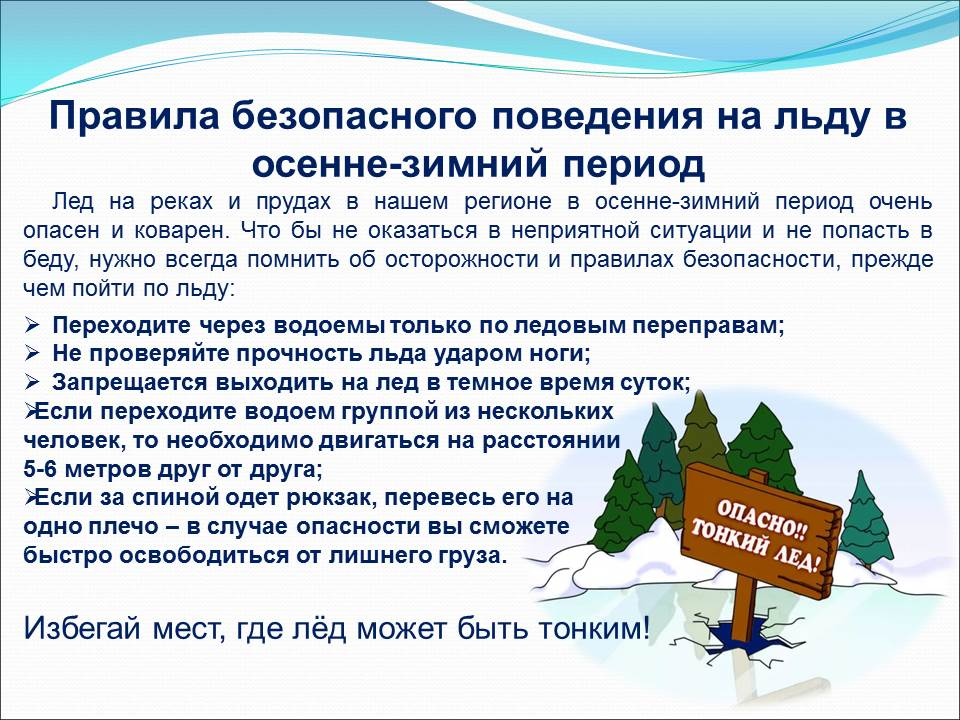 Правила безопасного поведения на льду в
осенне-зимний период
Лед на реках и прудах в нашем регионе в осенне-зимний период очень
опасен и коварен. Что бы не оказаться в неприятной ситуации и не попасть в
беду, нужно всегда помнить об осторожности и правилах безопасности, прежде
чем пойти по льду:
➢ Переходите через водоемы только по ледовым переправам;
➢ Не проверяйте прочность льда ударом ноги;
➢ Запрещается выходить на лед в темное время суток;
➢Если переходите водоем группой из нескольких
человек, то необходимо двигаться на расстоянии
5-6 метров друг от друга;
➢Если за спиной одет рюкзак, перевесь его на
одно плечо – в случае опасности вы сможете
быстро освободиться от лишнего груза.
ОПАСНО!!
ТОНКИЙ ЛЕД!
Избегай мест, где лёд может быть тонким!